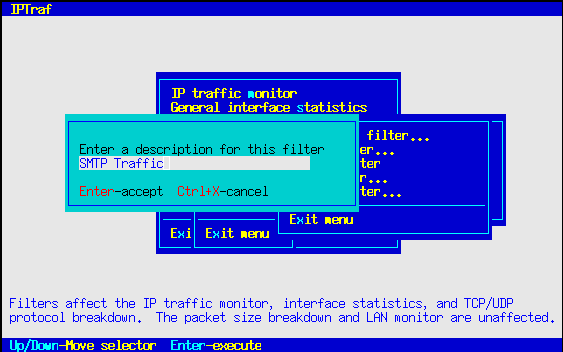 IPTraf
IP traffic monitor
General interface statistics
Enter a description for this filter
SMTP Traffic
Enter-accept Ctrl+X-cancel
filter...
er...
ter
r...
ter...
Exit menu
Exi
Exit menu
Filters affect the IP traffic monitor, interface statistics, and TCP/UDP
protocol breakdown. The packet size breakdown and LAN monitor are unaffected.
Up/Down-Move selector Enter-execute